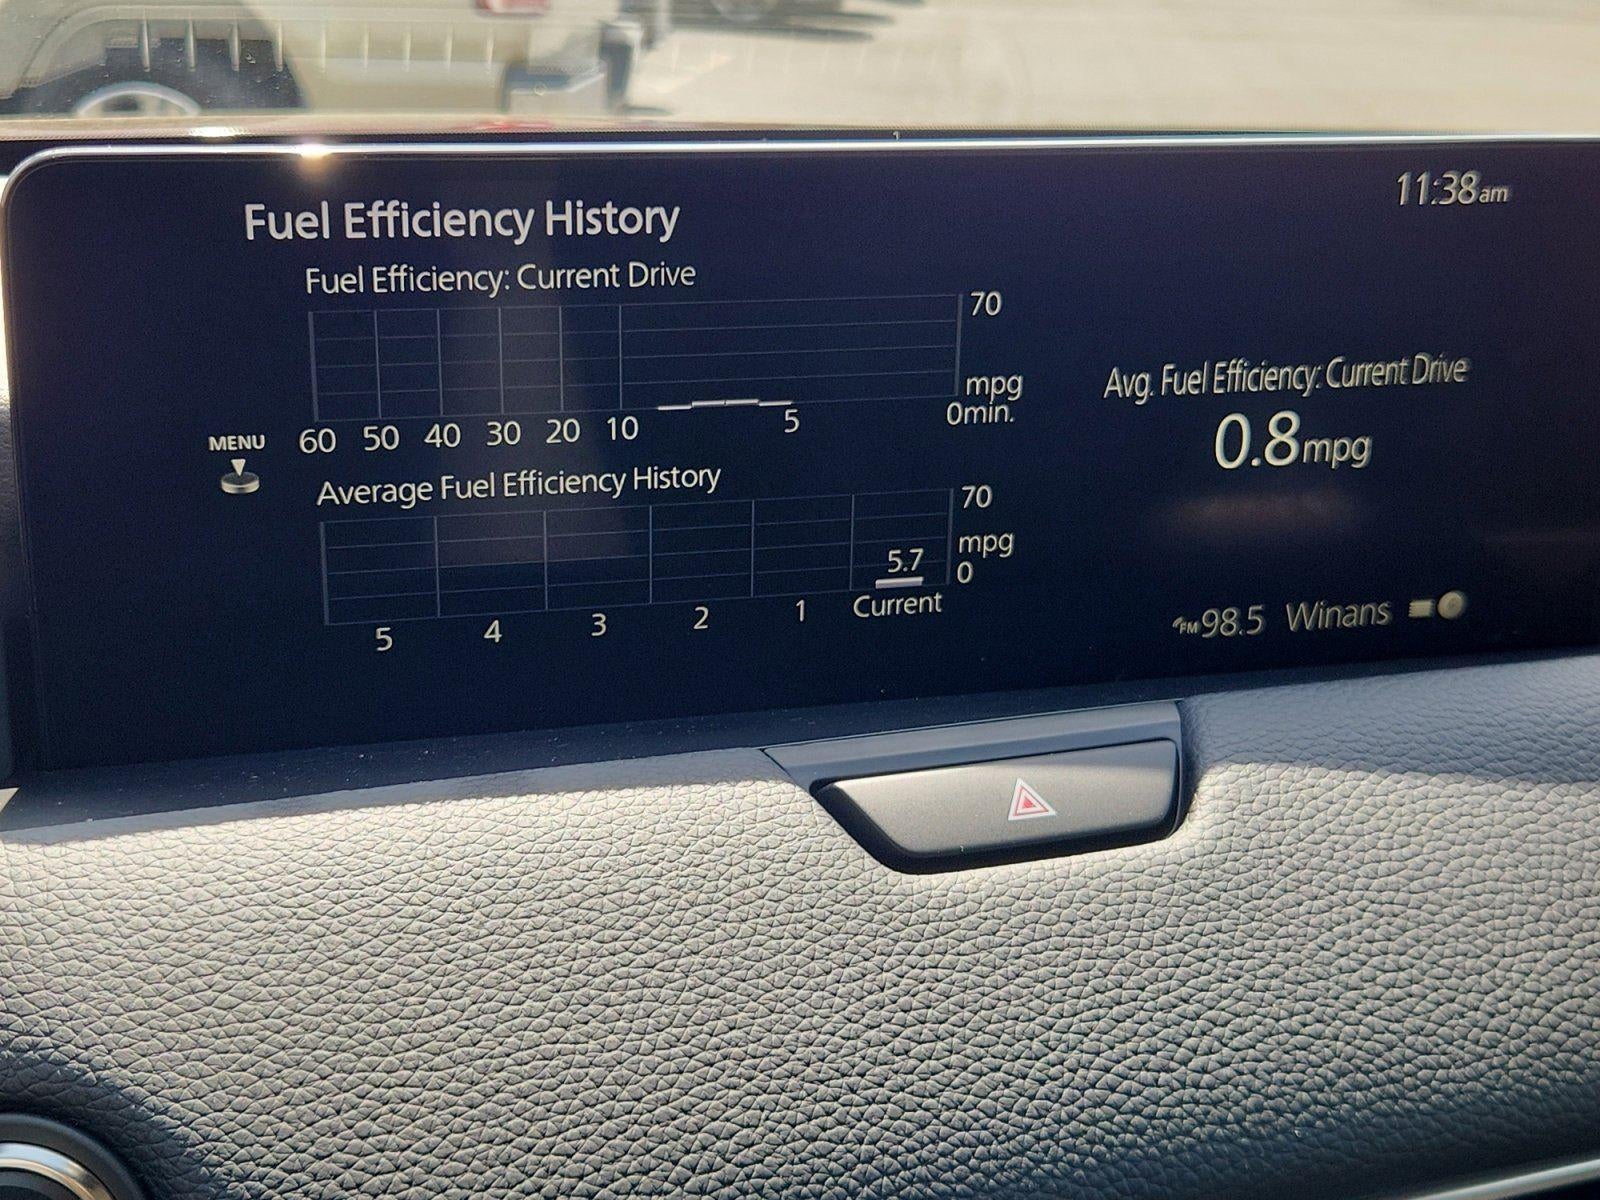 11:38am
Fuel Efficiency History
Fuel Efficiency: Current Drive
70
mpg
0min.
60 50 40 30 20 10 5
MENU
Avg. Fuel Efficiency: Current Drive
0.8mpg
Average Fuel Efficiency History
70
mpg
0
5.7
5 4 3 2 1 Current
FM 98.5 Winans